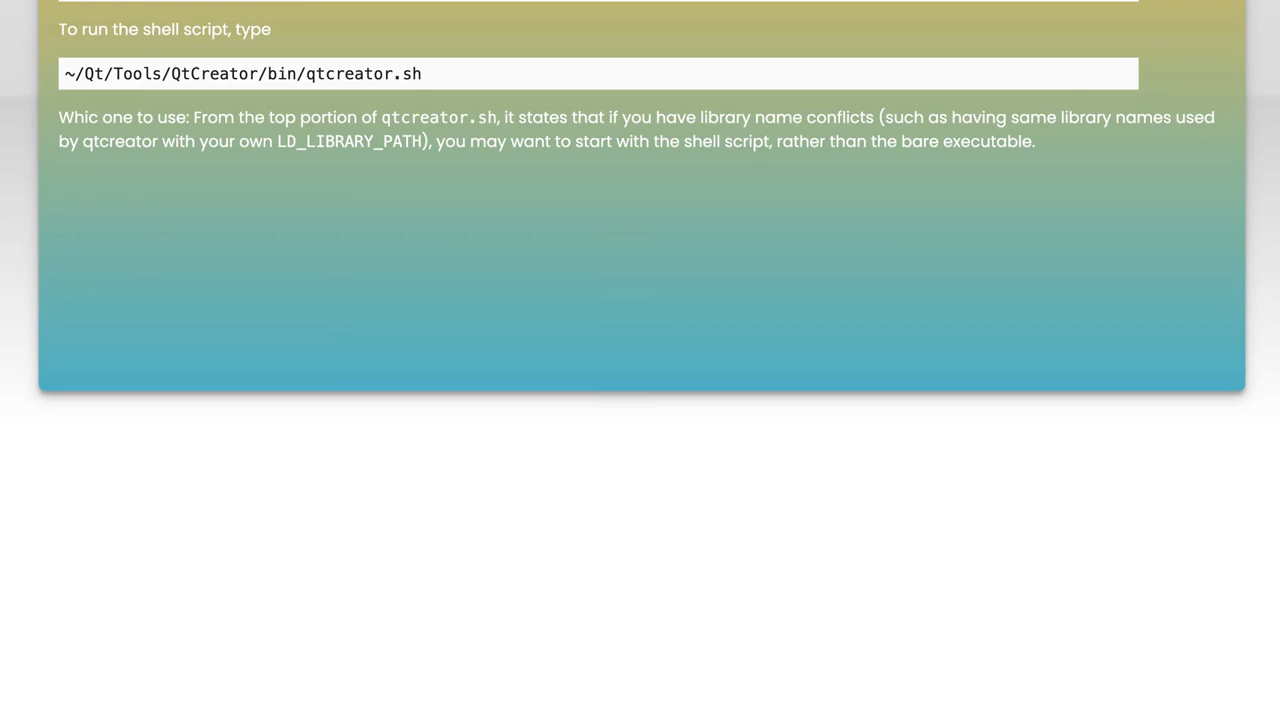 To run the shell script, type
~/Qt/Tools/QtCreator/bin/qtcreator.sh
Whic one to use: From the top portion of qtcreator.sh, it states that if you have library name conflicts (such as having same library names used
by qtcreator with your own LD_LIBRARY_PATH), you may want to start with the shell script, rather than the bare executable.